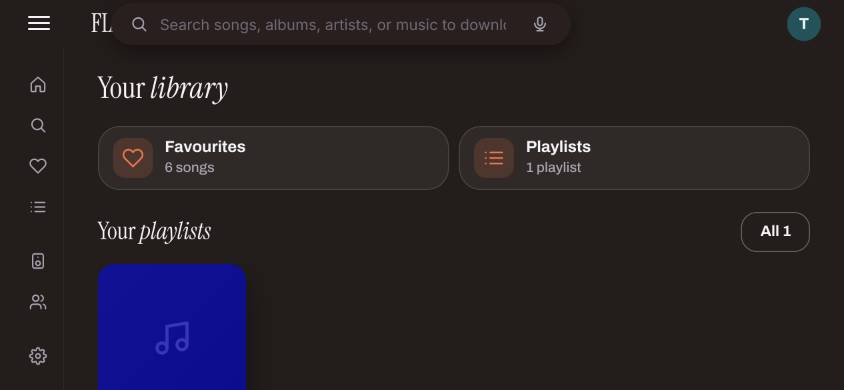 FL
Search songs, albums, artists, or music to downlo
T
Your library
Favourites
6 songs
Playlists
1 playlist
Your playlists
All 1